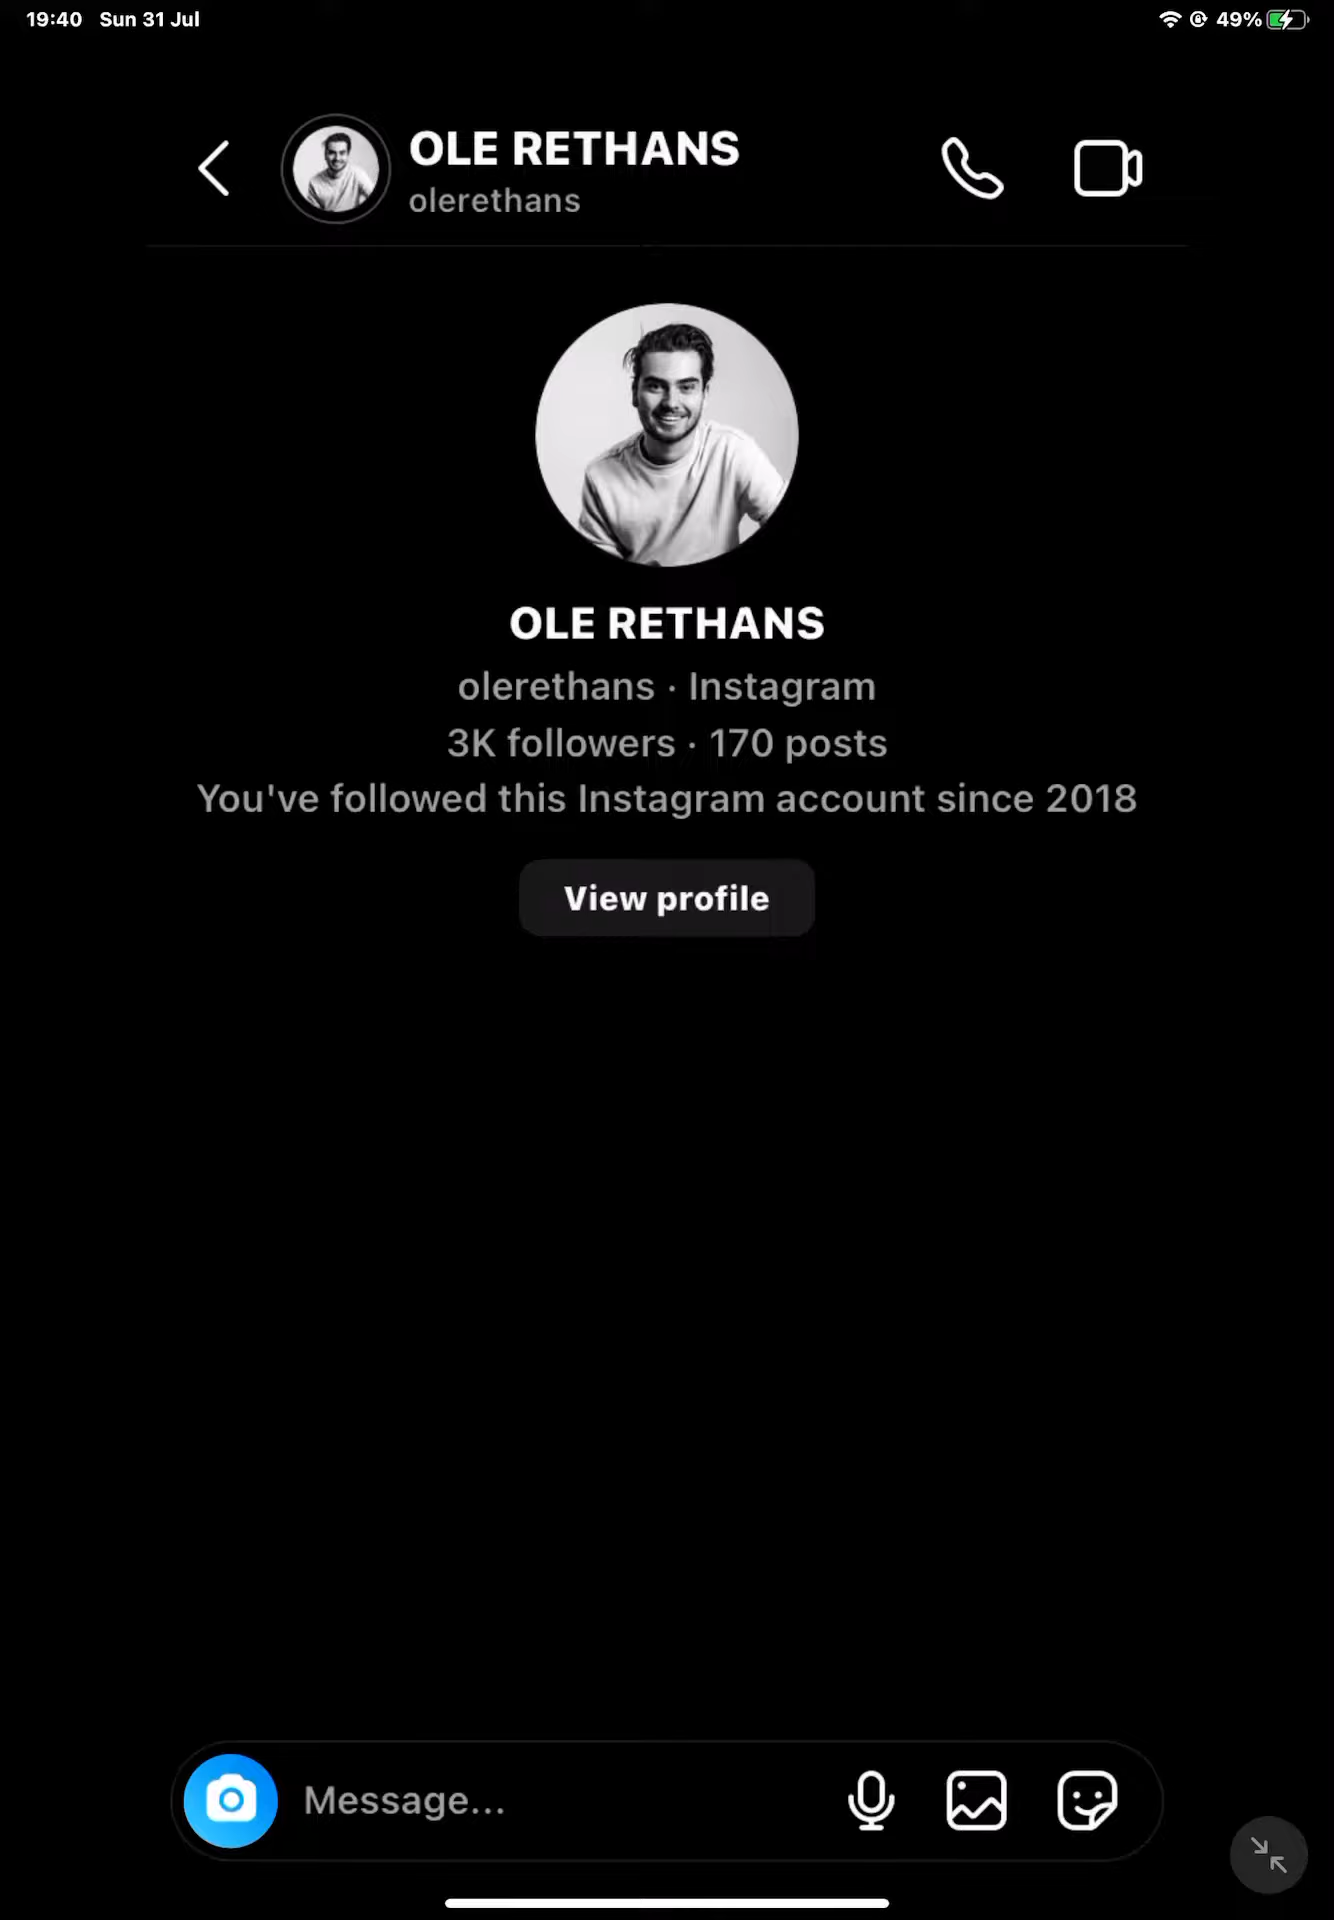 19:40 Sun 31 Jul
49%
OLE RETHANS
olerethans
OLE RETHANS
olerethans · Instagram
3K followers · 170 posts
You've followed this Instagram account since 2018
View profile
Message...